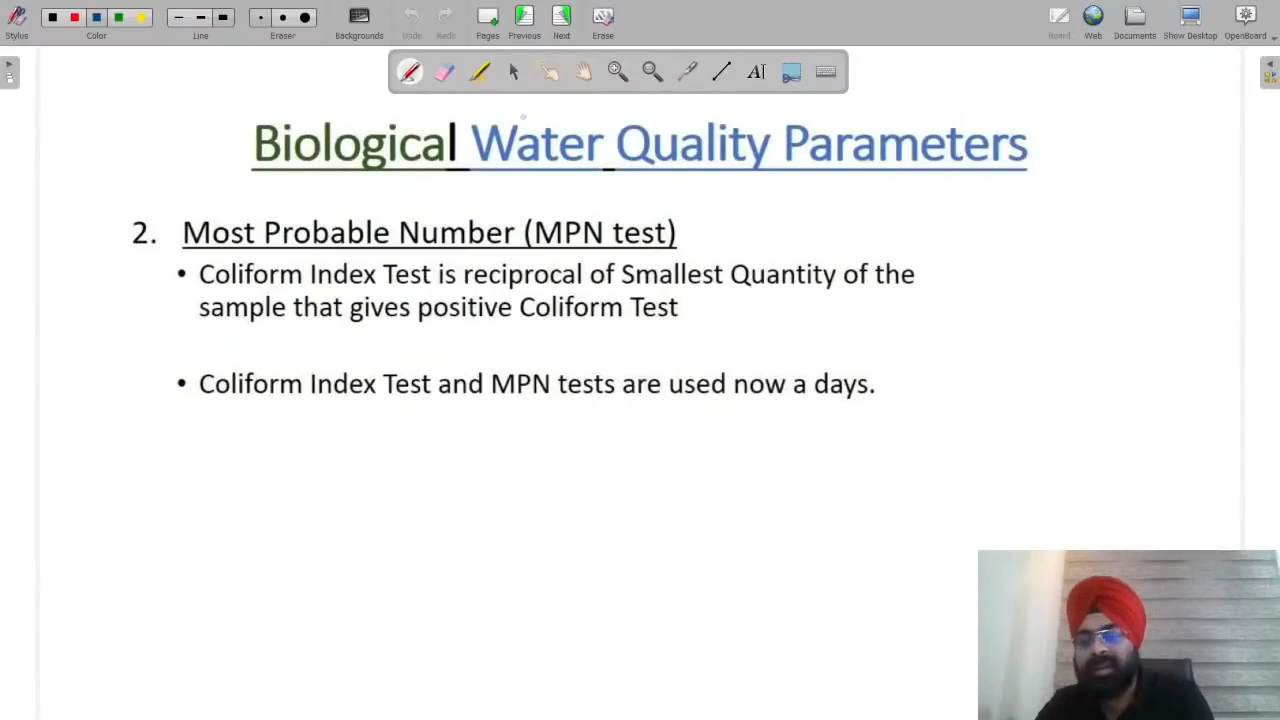 Stylus
Color
Line
Eraser
Backgrounds
Undo
Redo
Pages
Previous
Next
Erase
Board
Web
Documents
Show Desktop
OpenBoard
Biological Water Quality Parameters
2. Most Probable Number (MPN test)
• Coliform Index Test is reciprocal of Smallest Quantity of the
sample that gives positive Coliform Test
• Coliform Index Test and MPN tests are used now a days.